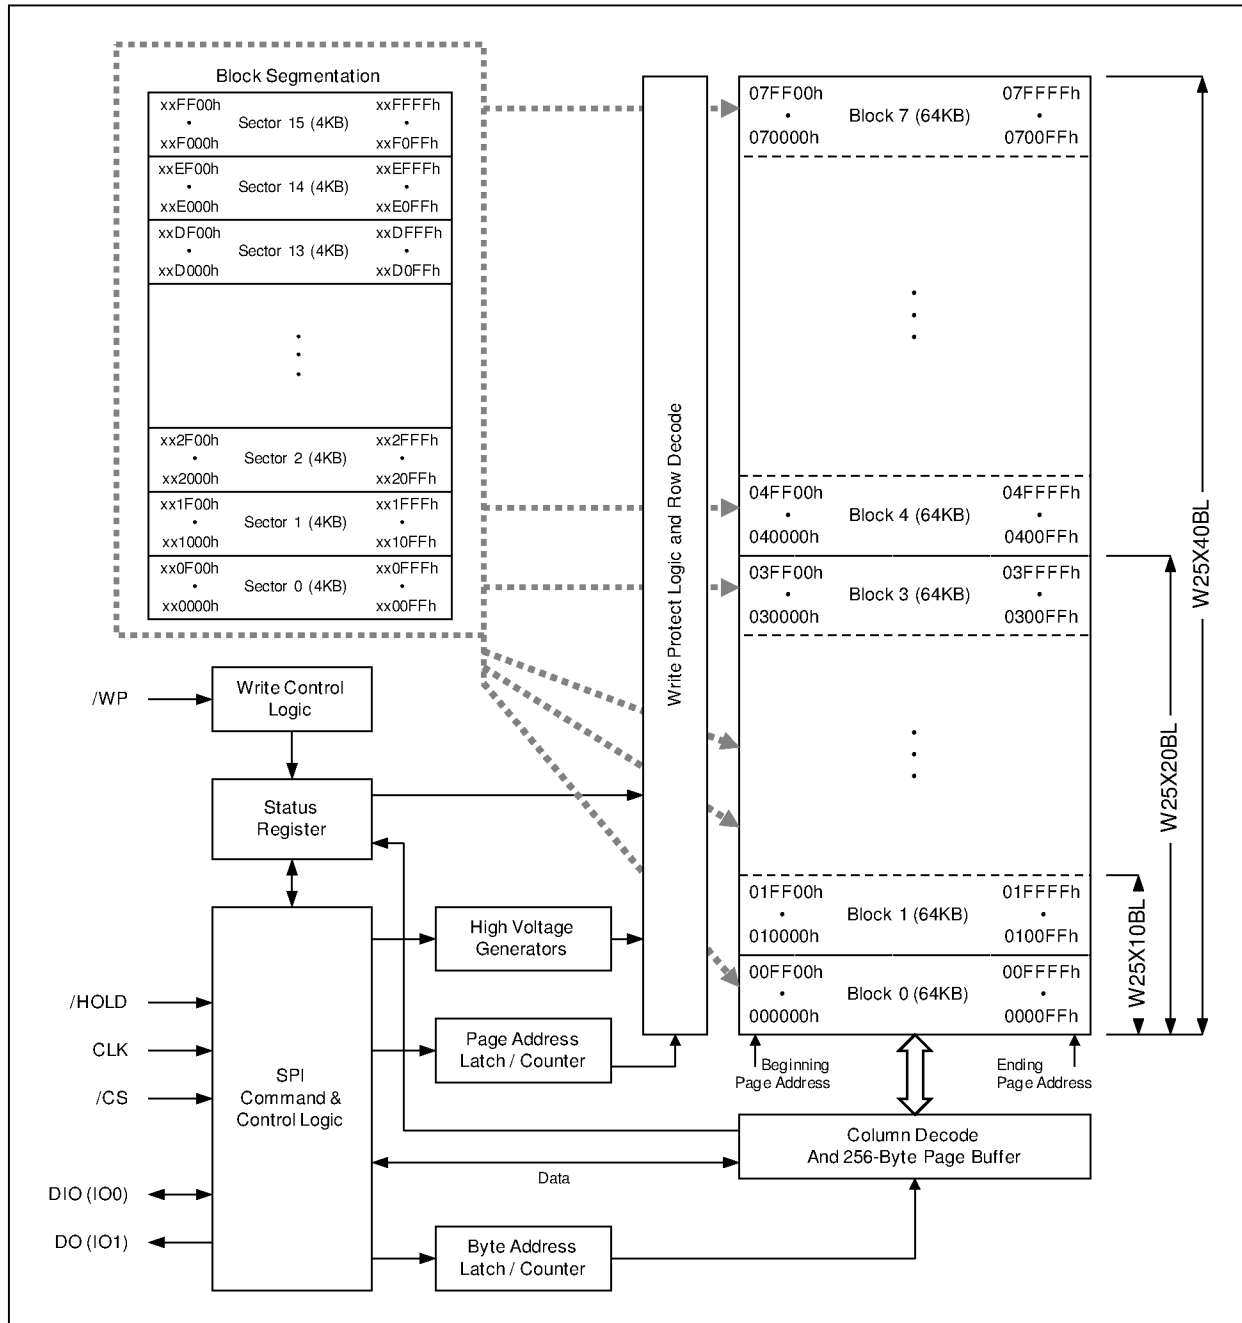 Block Segmentation
xxFF00h xxFFFFh
Sector 15 (4KB)
xxF000h xxF0FFh
xxEF00h xxEFFFh
Sector 14 (4KB)
xxE000h xxE0FFh
xxDF00h xxDFFFh
Sector 13 (4KB)
xxD000h xxD0FFh
xx2F00h xx2FFFh
Sector 2 (4KB)
xx2000h xx20FFh
xx1F00h xx1FFFh
Sector 1 (4KB)
xx1000h xx10FFh
xx0F00h xx0FFFh
Sector 0 (4KB)
xx0000h xx00FFh
Write Protect Logic and Row Decode
07FF00h 07FFFFh
Block 7 (64KB)
070000h 0700FFh
04FF00h 04FFFFh
Block 4 (64KB)
040000h 0400FFh
03FF00h 03FFFFh
Block 3 (64KB)
030000h 0300FFh
01FF00h 01FFFFh
Block 1 (64KB)
010000h 0100FFh
00FF00h 00FFFFh
Block 0 (64KB)
000000h 0000FFh
W25X40BL
W25X20BL
W25X10BL
Beginning
Page Address
Ending
Page Address
/WP
Write Control
Logic
Status
Register
High Voltage
Generators
/HOLD
CLK
/CS
DIO (IO0)
DO (IO1)
SPI
Command &
Control Logic
Page Address
Latch / Counter
Column Decode
And 256-Byte Page Buffer
Data
Byte Address
Latch / Counter